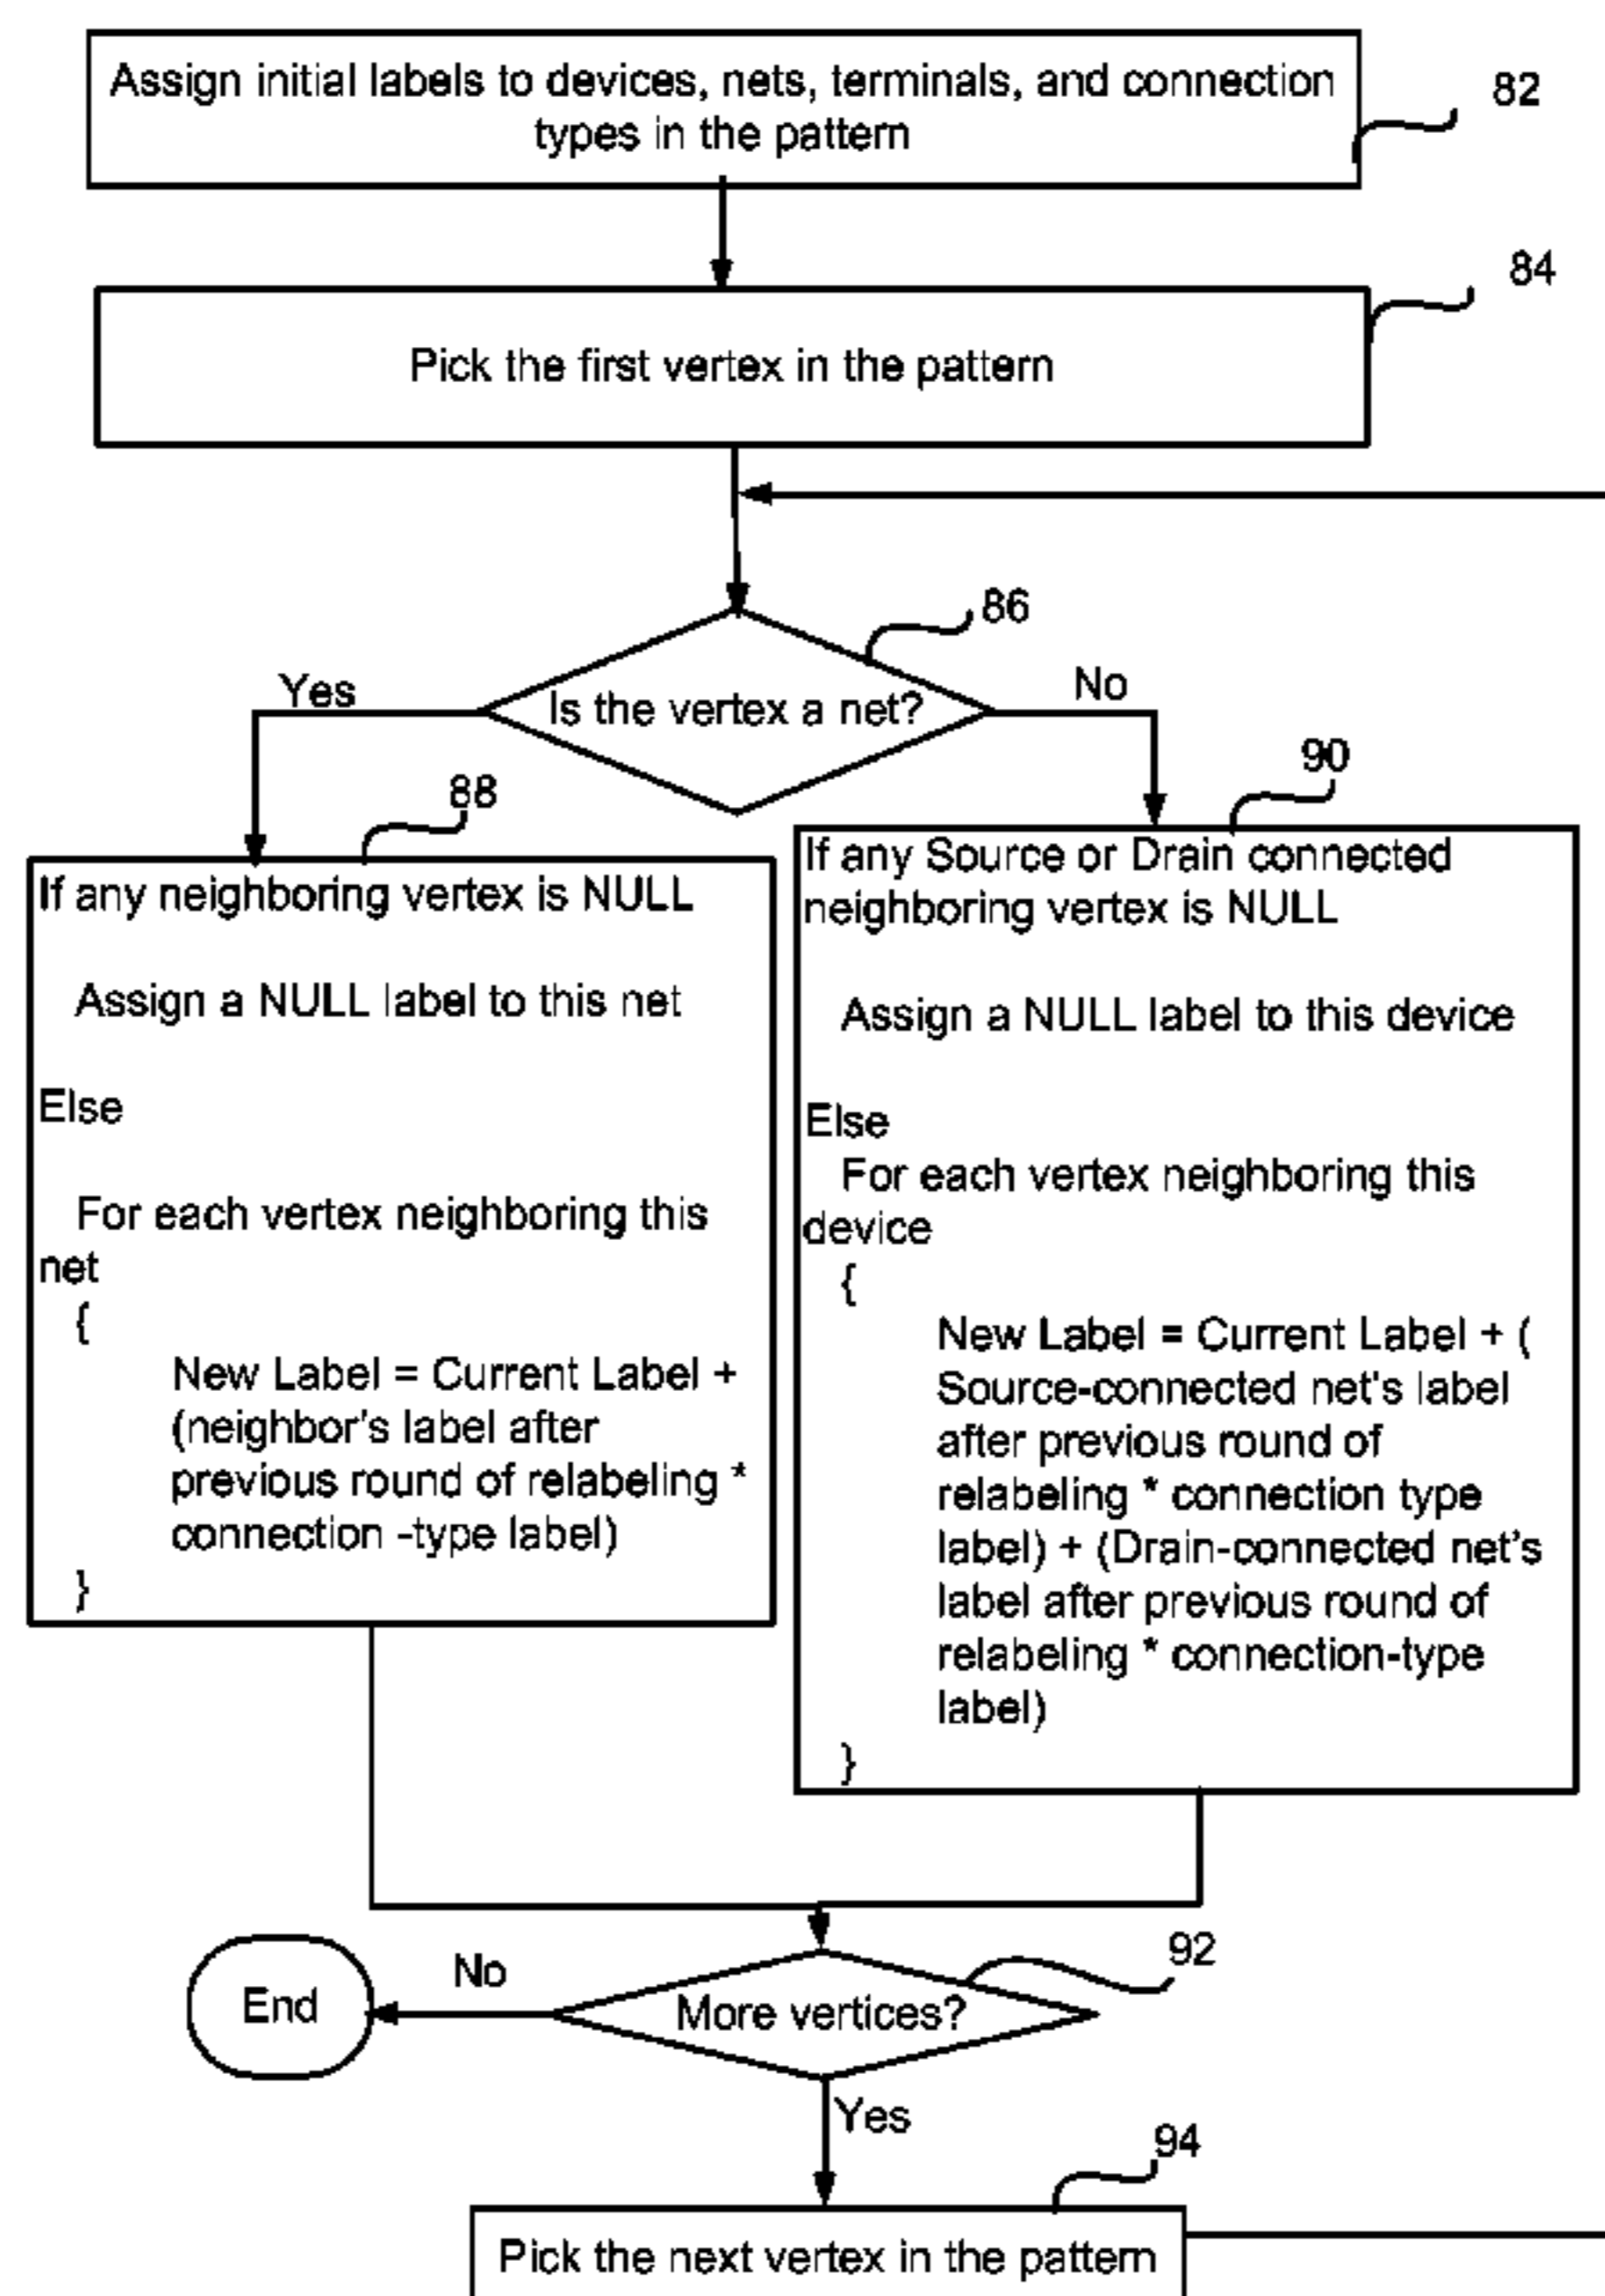 Assign initial labels to devices, nets, terminals, and connection
types in the pattern
82
84
Pick the first vertex in the pattern
86
Yes
Is the vertex a net?
No
88
90
If any neighboring vertex is NULL
Assign a NULL label to this net
Else
For each vertex neighboring this
net
{
New Label = Current Label +
(neighbor's label after
previous round of relabeling *
connection -type label)
}
If any Source or Drain connected
neighboring vertex is NULL
Assign a NULL label to this device
Else
For each vertex neighboring this
device
{
New Label = Current Label + (
Source-connected net's label
after previous round of
relabeling * connection type
label) + (Drain-connected net's
label after previous round of
relabeling * connection-type
label)
}
92
End
No
More vertices?
Yes
94
Pick the next vertex in the pattern